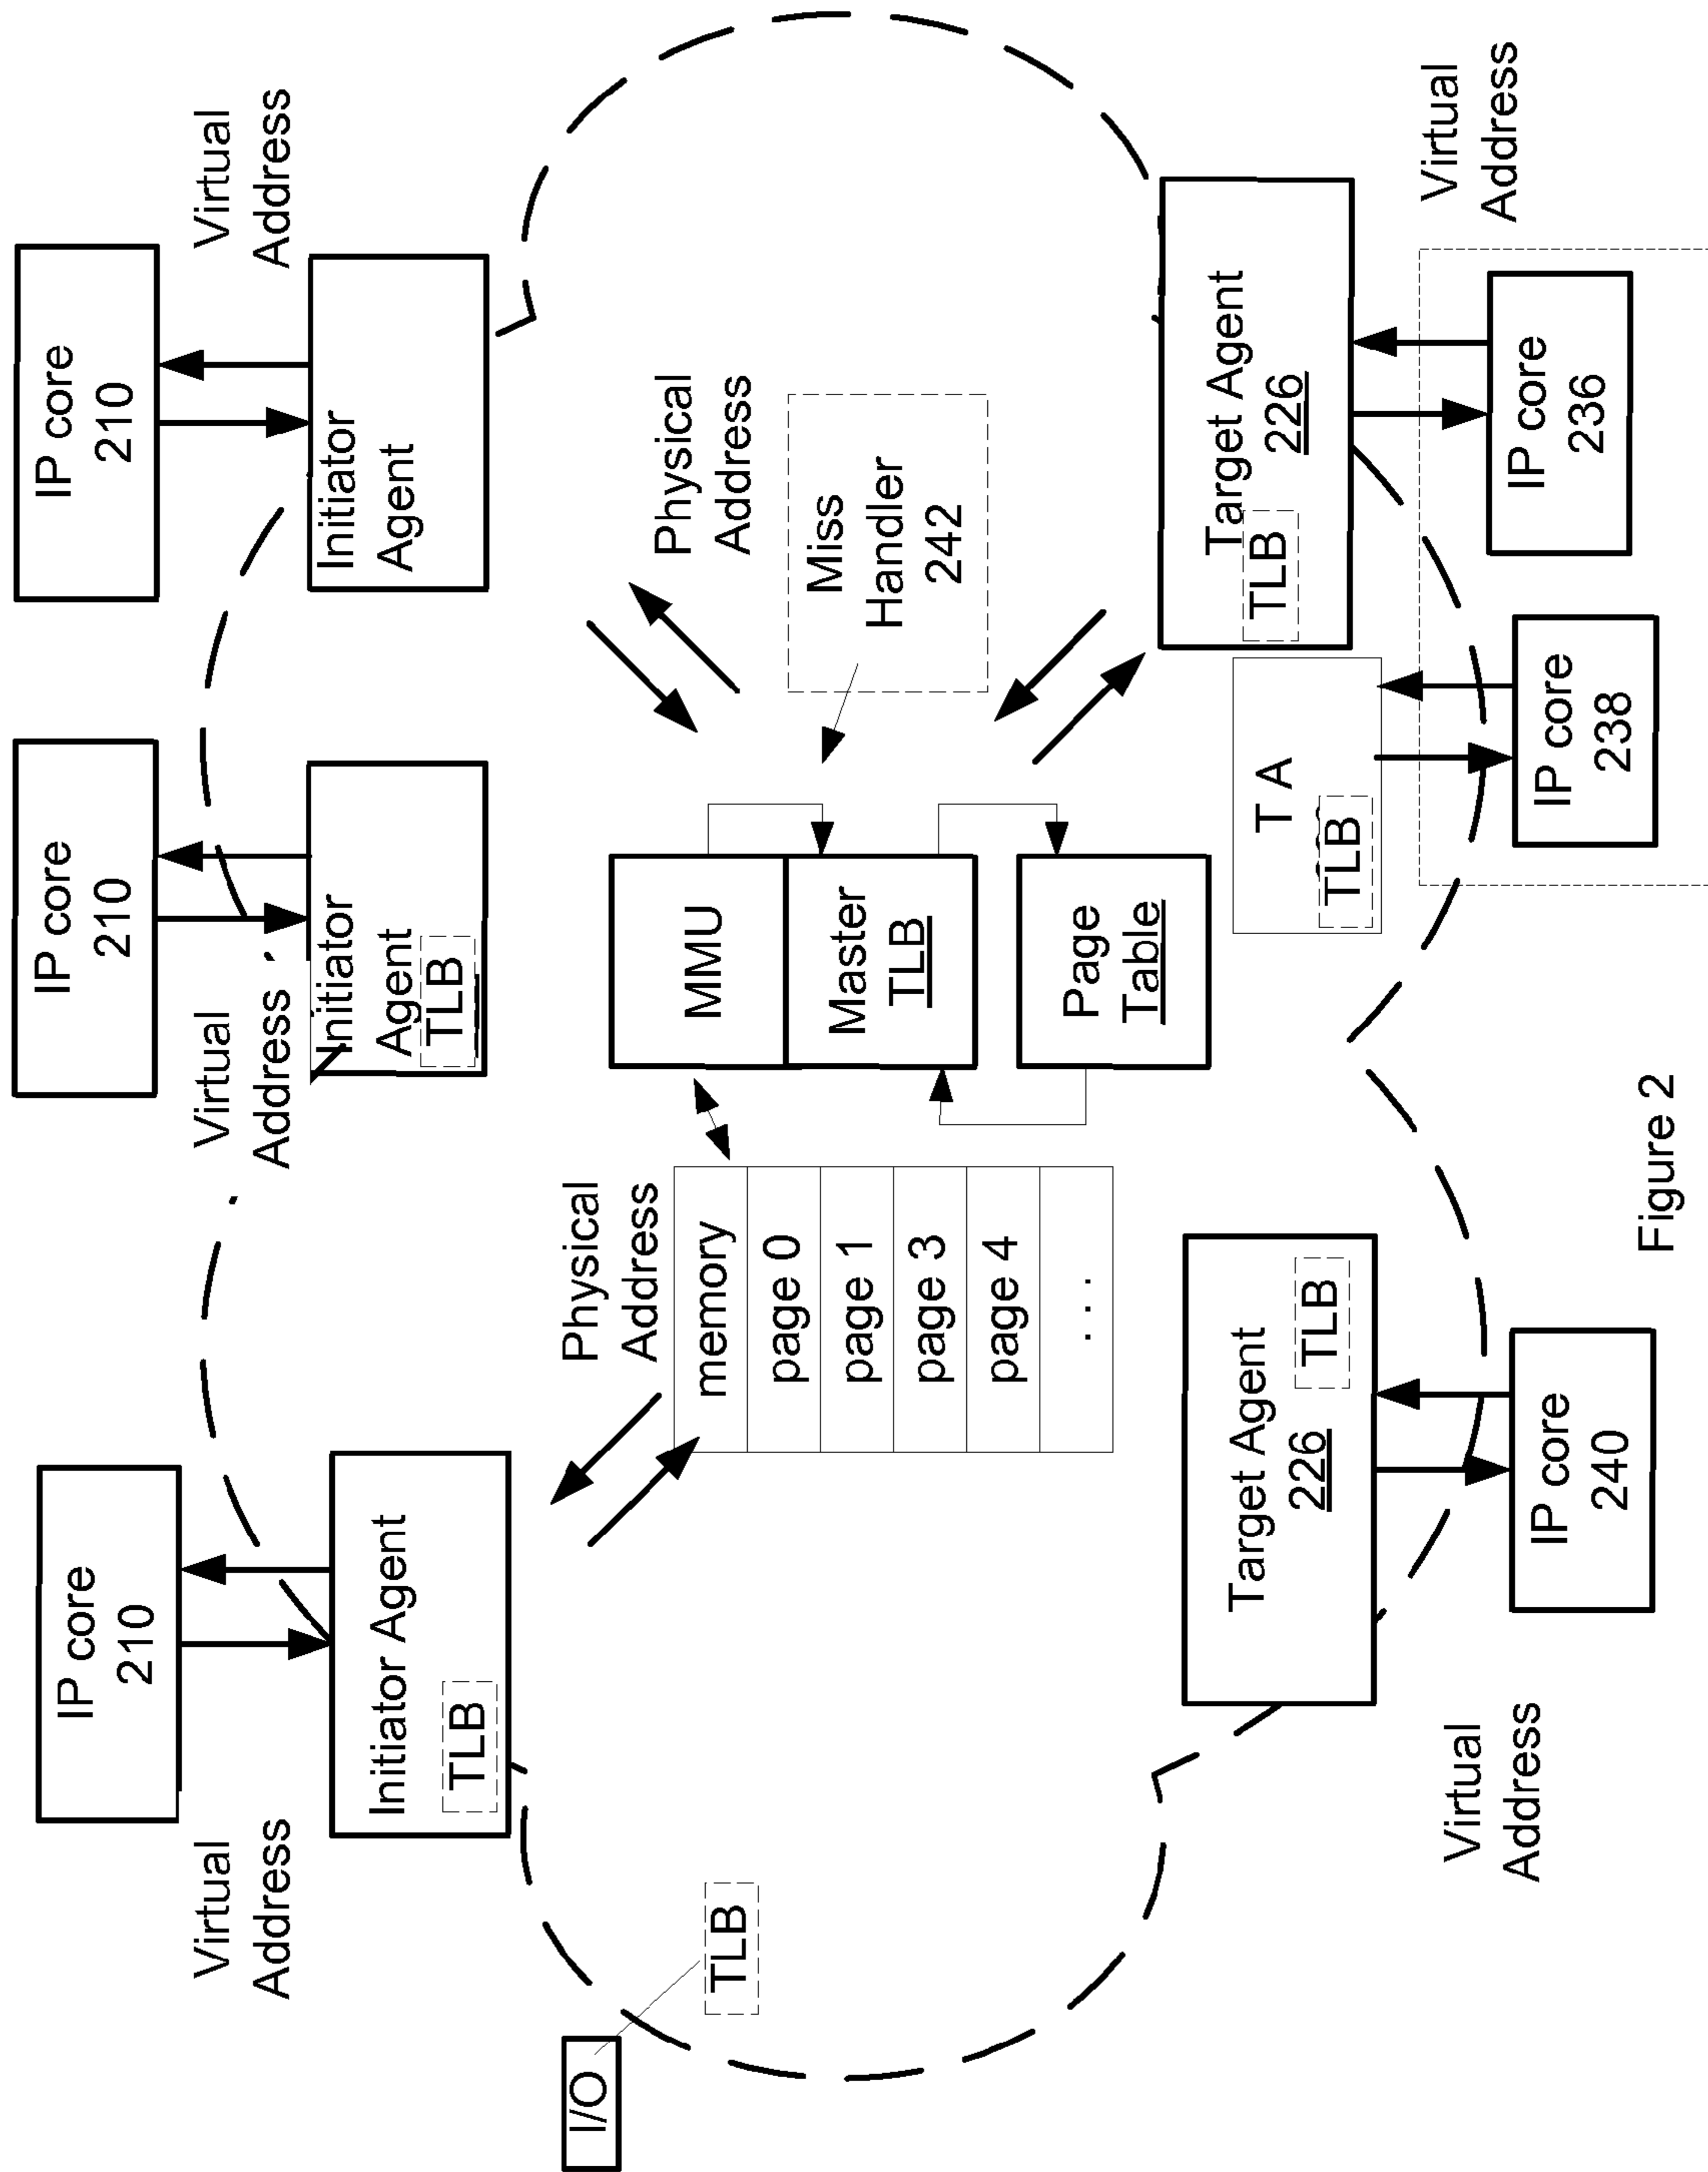 IP core
210
IP core
210
IP core
210
Virtual
Address
Virtual
Address
Virtual
Address
Initiator Agent
TLB
Initiator
Agent
TLB
Initiator
Agent
I/O
TLB
Physical
Address
Physical
Address
memory
page 0
page 1
page 3
page 4
. . .
MMU
Master
TLB
Page
Table
Miss
Handler
242
Target Agent
226
TLB
T A
TLB
Target Agent
226
TLB
Virtual
Address
IP core
240
IP core
238
IP core
236
Virtual
Address
Figure 2